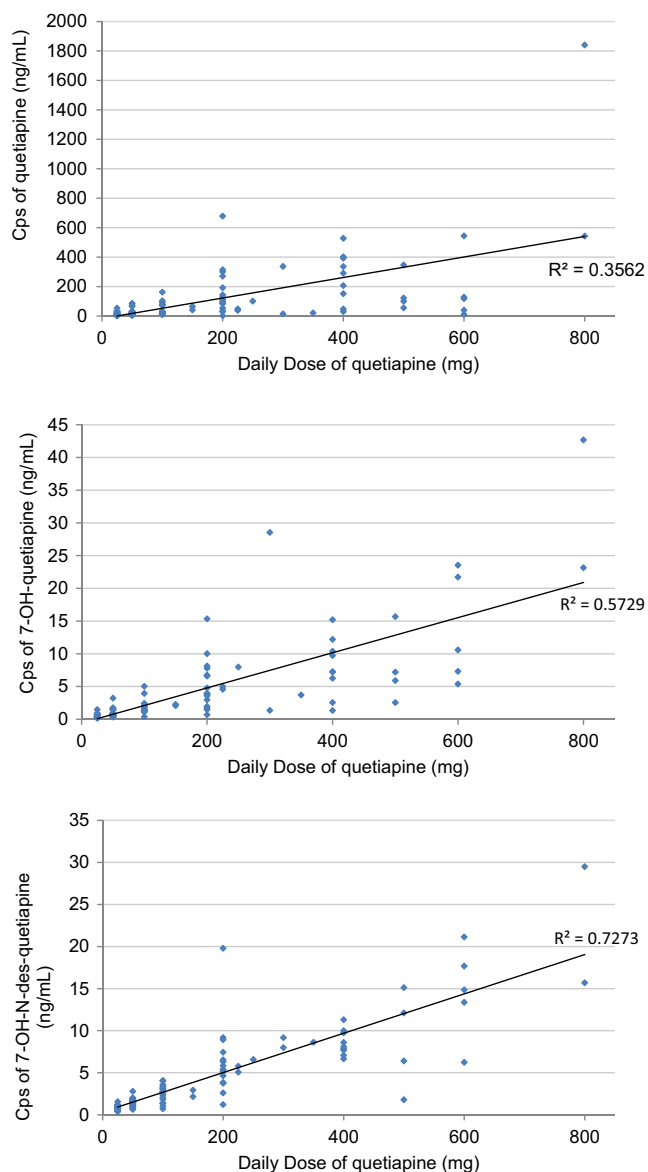 2000
1800
1600
1400
1200
1000
800
600
400
200
0
Cps of quetiapine (ng/mL)
R² = 0.3562
0 200 400 600 800
Daily Dose of quetiapine (mg)
45
40
35
30
25
20
15
10
5
0
Cps of 7-OH-quetiapine (ng/mL)
R² = 0.5729
0 200 400 600 800
Daily Dose of quetiapine (mg)
35
30
25
20
15
10
5
0
Cps of 7-OH-N-des-quetiapine
(ng/mL)
R² = 0.7273
0 200 400 600 800
Daily Dose of quetiapine (mg)